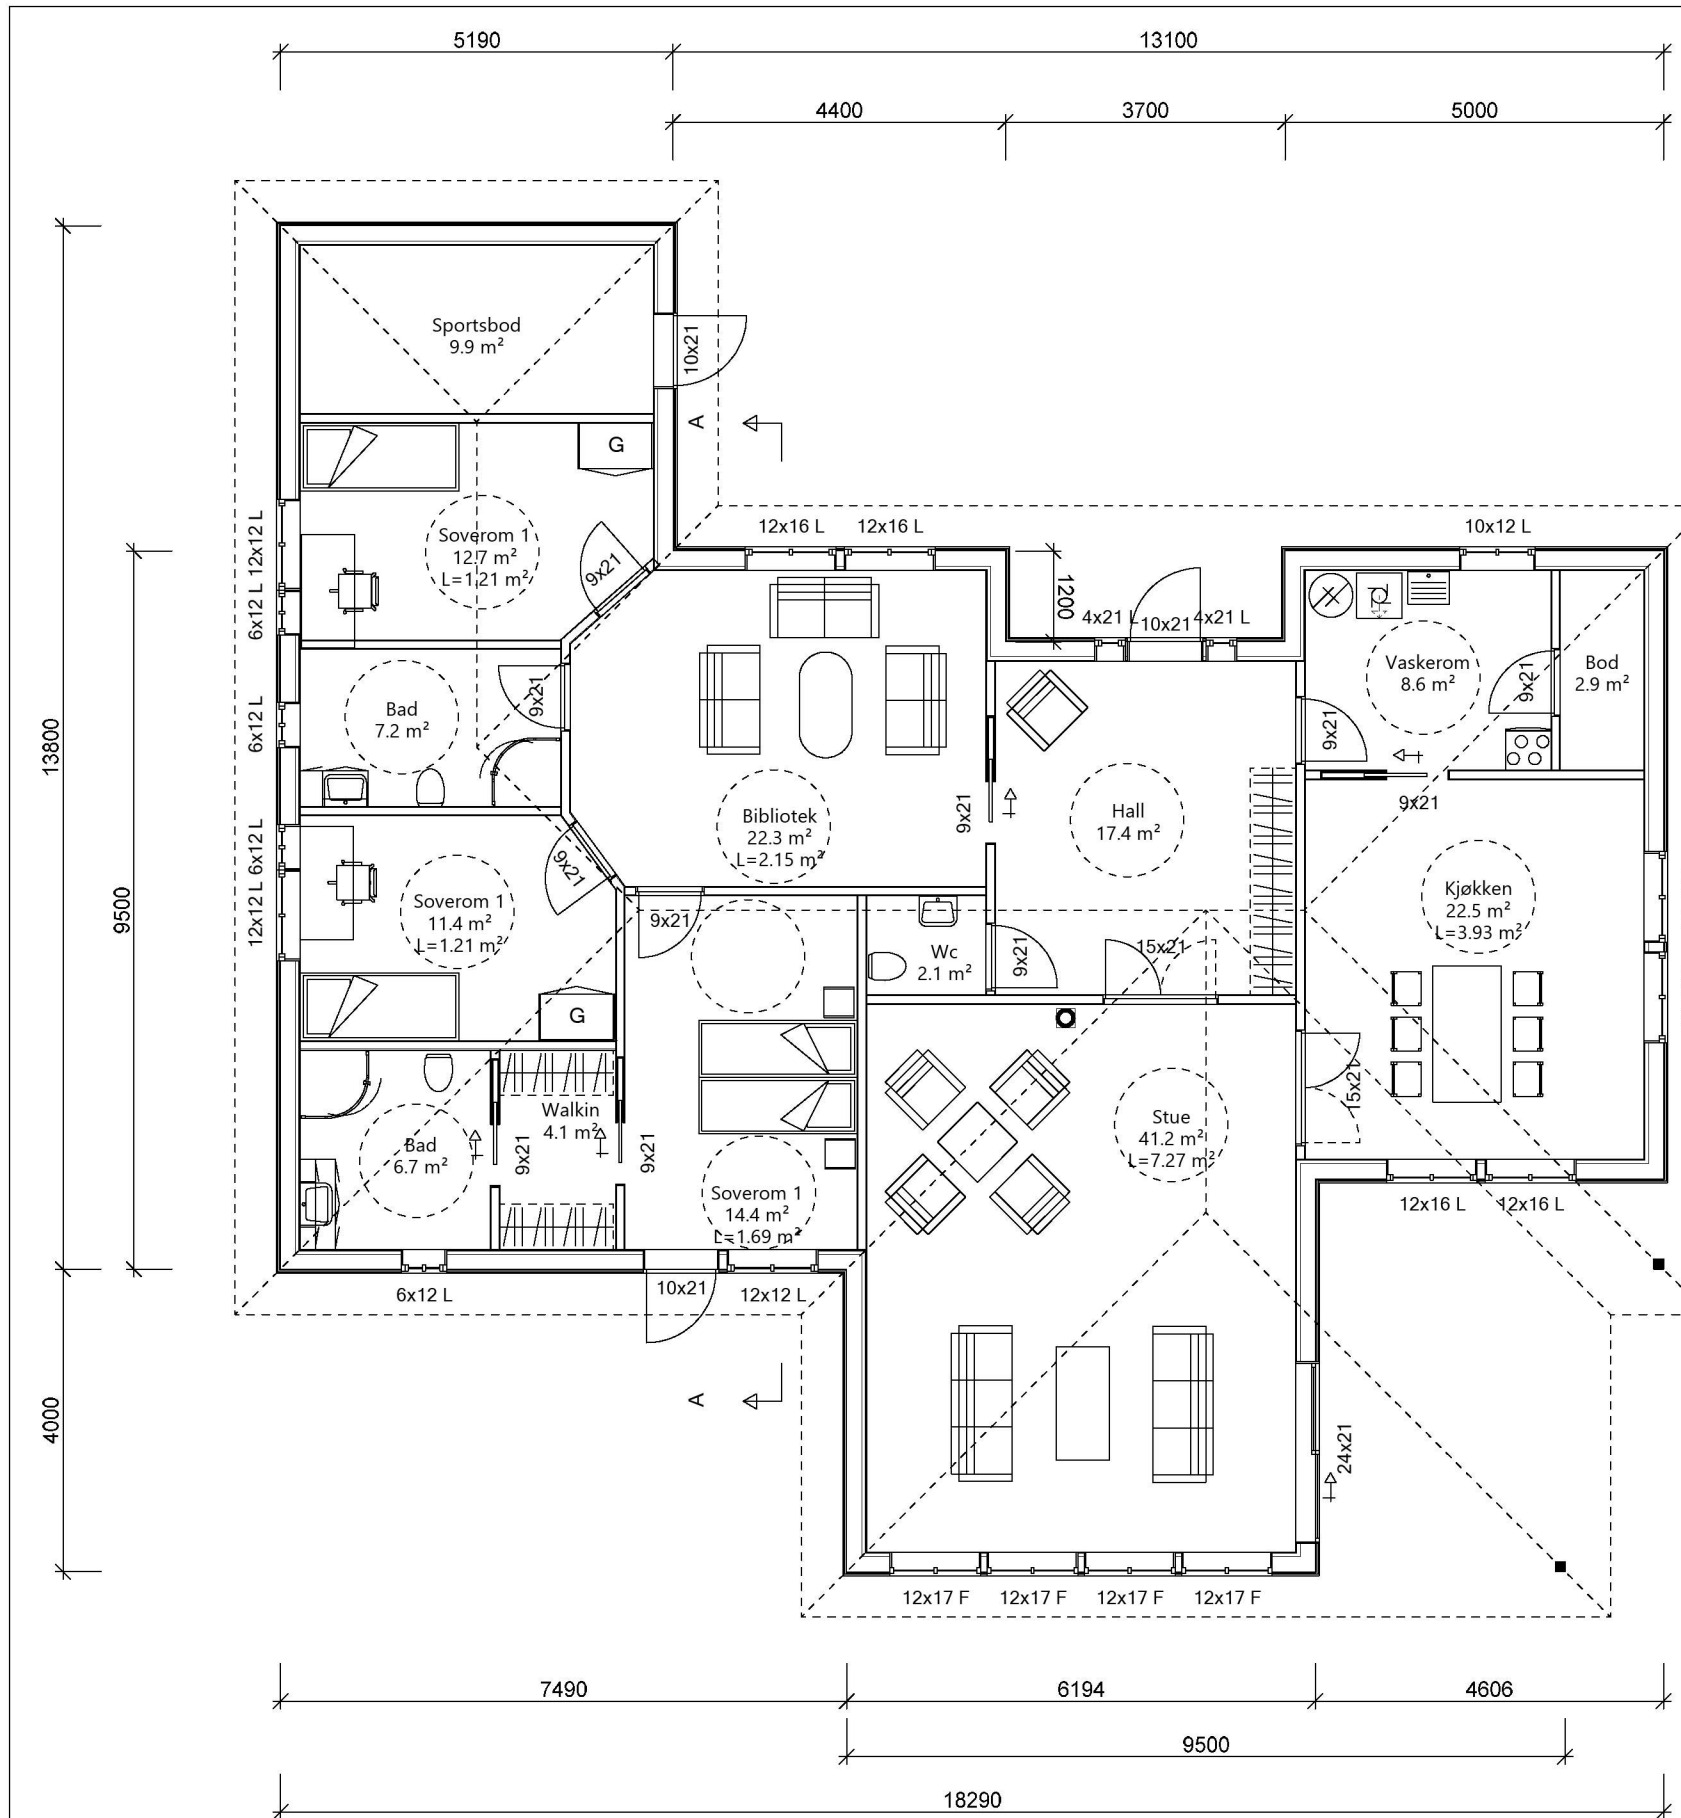 5190
13100
4400
3700
5000
13800
9500
4000
Sportsbod
9.9 m²
10x21
A
G
Soverom 1
12.7 m²
L=1.21 m²
9x21
12x12 L
6x12 L
12x16 L
12x16 L
1200
4x21 L
10x21
4x21 L
10x12 L
Vaskerom
8.6 m²
9x21
9x21
Bod
2.9 m²
Bad
7.2 m²
9x21
6x12 L
Bibliotek
22.3 m²
L=2.15 m²
9x21
Hall
17.4 m²
9x21
6x12 L
12x12 L
Soverom 1
11.4 m²
L=1.21 m²
9x21
G
9x21
Wc
2.1 m²
9x21
15x21
Kjøkken
22.5 m²
L=3.93 m²
15x21
Walkin
4.1 m²
9x21
9x21
Bad
6.7 m²
Soverom 1
14.4 m²
L=1.69 m²
Stue
41.2 m²
L=7.27 m²
12x16 L
12x16 L
6x12 L
10x21
12x12 L
A
24x21
12x17 F
12x17 F
12x17 F
12x17 F
7490
6194
4606
9500
18290